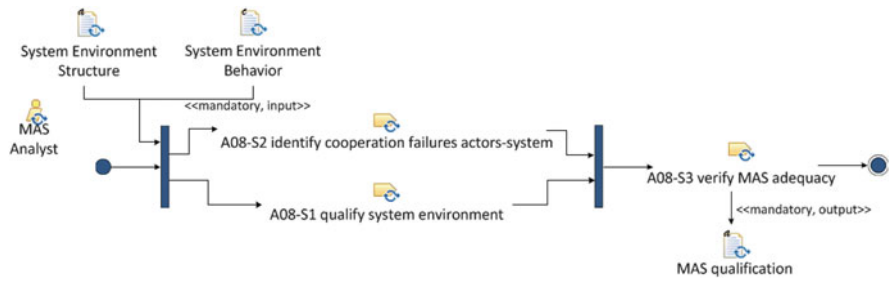 System Environment
Structure
System Environment
Behavior
<<mandatory, input>>
MAS
Analyst
A08-S2 identify cooperation failures actors-system
A08-S1 qualify system environment
A08-S3 verify MAS adequacy
<<mandatory, output>>
MAS qualification